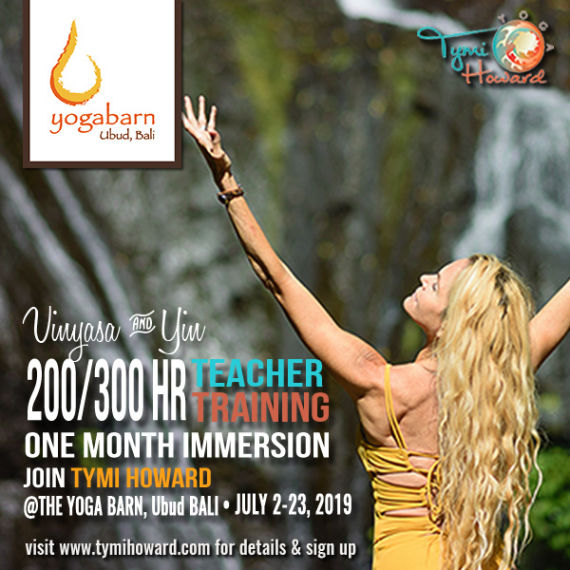 yogabarn
Ubud, Bali
YOGA
Tymi
Howard
Vinyasa AND Yin
200/300 HR TEACHER TRAINING
ONE MONTH IMMERSION
JOIN TYMI HOWARD
@THE YOGA BARN, Ubud BALI • JULY 2-23, 2019
visit www.tymihoward.com for details & sign up